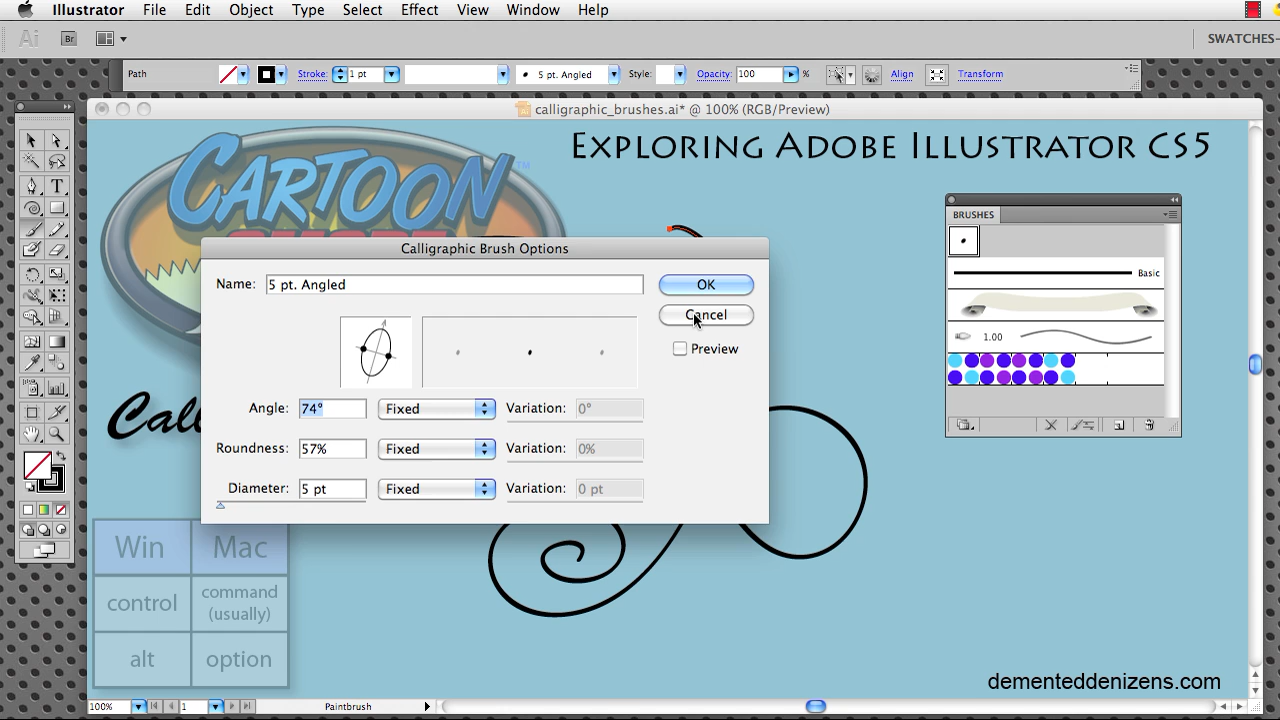 Illustrator File Edit Object Type Select Effect View Window Help
Ai Br SWATCHES-
Path Stroke: 1 pt 5 pt. Angled Style: Opacity: 100 % Align Transform
calligraphic_brushes.ai* @ 100% (RGB/Preview)
CARTOON
TM
Exploring Adobe Illustrator CS5
BRUSHES
Basic
1.00
Calligraphic Brush Options
Name: 5 pt. Angled
OK
Cancel
Preview
Angle: 74° Fixed Variation: 0°
Roundness: 57% Fixed Variation: 0%
Diameter: 5 pt Fixed Variation: 0 pt
Win Mac
control command
(usually)
alt option
dementeddenizens.com
100% 1 Paintbrush